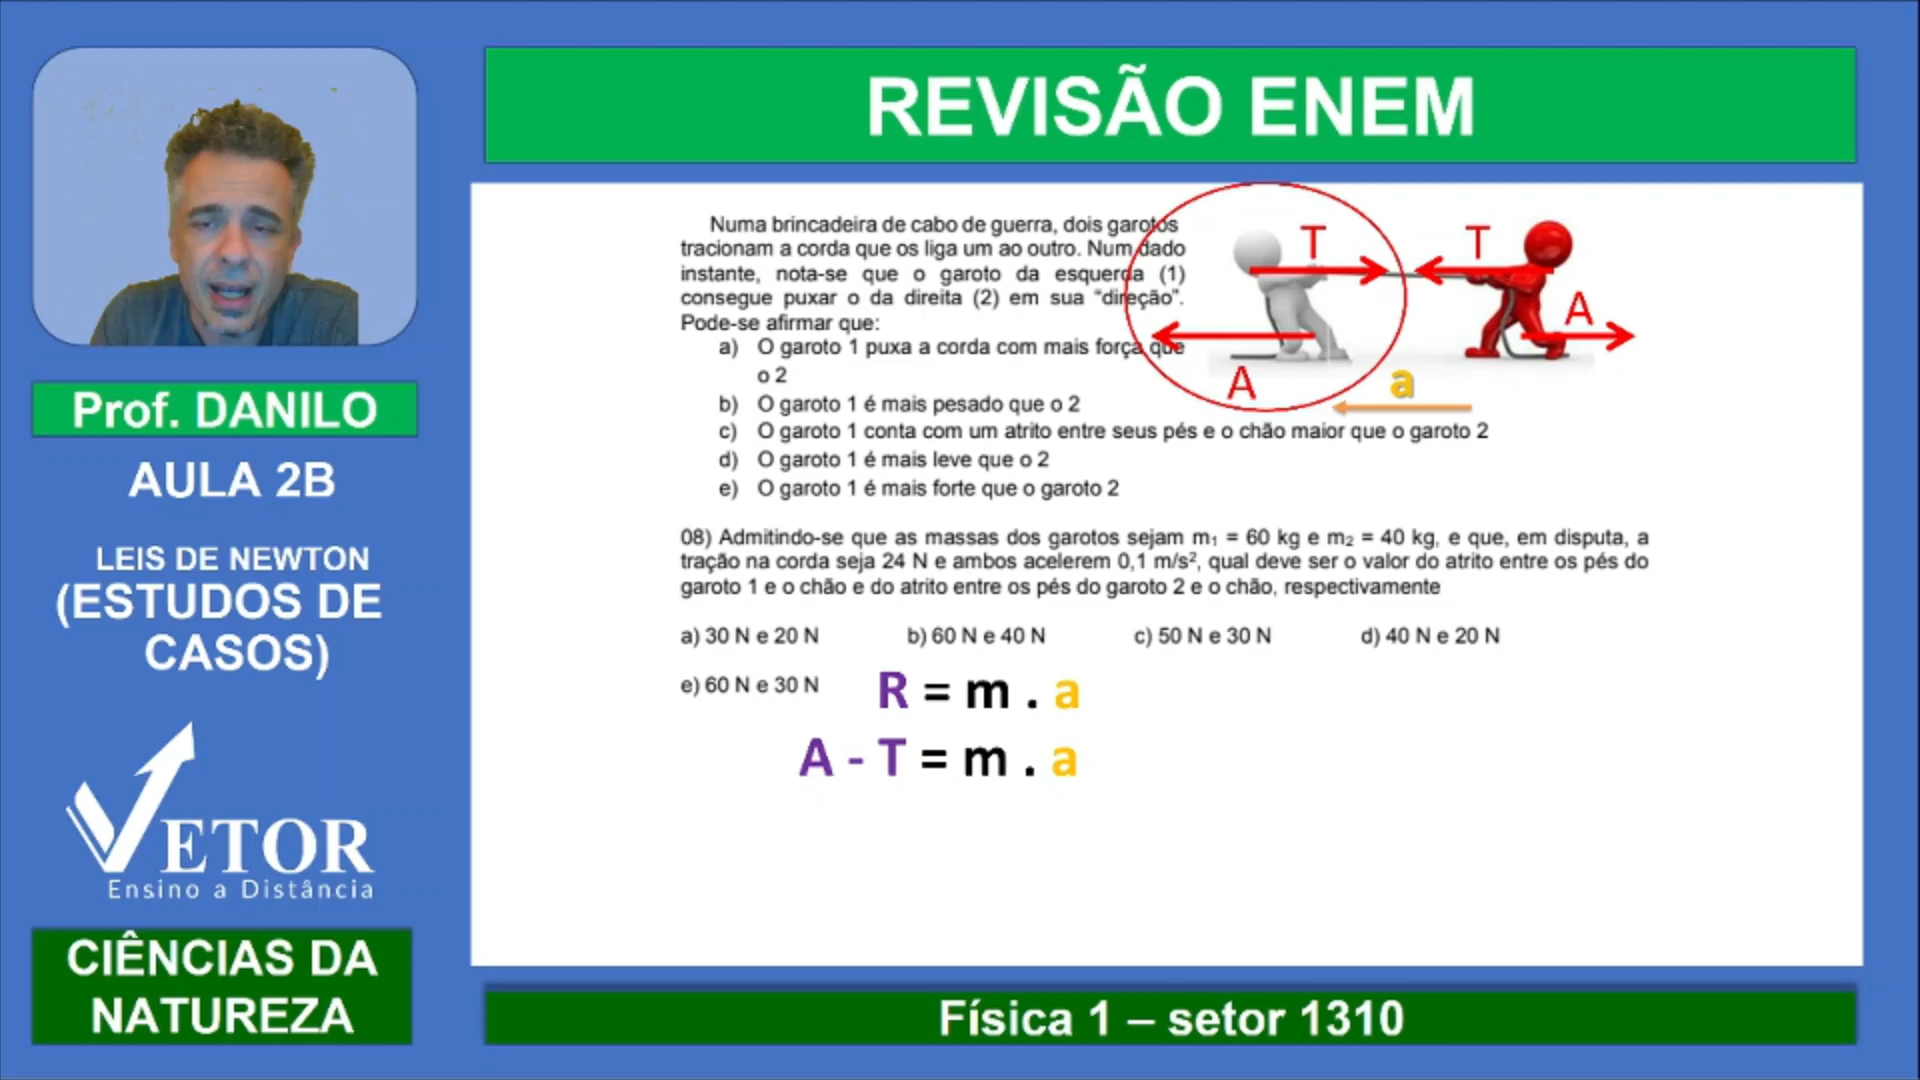 REVISÃO ENEM
Prof. DANILO
AULA 2B
LEIS DE NEWTON
(ESTUDOS DE
CASOS)
VETOR
Ensino a Distância
CIÊNCIAS DA
NATUREZA
Numa brincadeira de cabo de guerra, dois garotos
tracionam a corda que os liga um ao outro. Num dado
instante, nota-se que o garoto da esquerda (1)
consegue puxar o da direita (2) em sua “direção”.
Pode-se afirmar que:
a) O garoto 1 puxa a corda com mais força que
o 2
b) O garoto 1 é mais pesado que o 2
c) O garoto 1 conta com um atrito entre seus pés e o chão maior que o garoto 2
d) O garoto 1 é mais leve que o 2
e) O garoto 1 é mais forte que o garoto 2
T
T
A
A
a
08) Admitindo-se que as massas dos garotos sejam m₁ = 60 kg e m₂ = 40 kg, e que, em disputa, a
tração na corda seja 24 N e ambos acelerem 0,1 m/s², qual deve ser o valor do atrito entre os pés do
garoto 1 e o chão e do atrito entre os pés do garoto 2 e o chão, respectivamente
a) 30 N e 20 N b) 60 N e 40 N c) 50 N e 30 N d) 40 N e 20 N
e) 60 N e 30 N
R = m . a
A - T = m . a
Física 1 – setor 1310